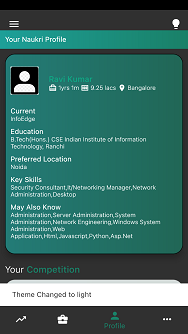 Your Naukri Profile
Ravi Kumar
1yrs 1m 9.25 lacs Bangalore
Current
InfoEdge
Education
B.Tech(Hons.) CSE Indian Institute of Information
Technology, Ranchi
Preferred Location
Noida
Key Skills
Security Consultant,It/Networking Manager,Network
Administration,Desktop
May Also Know
Administration,Server Administration,System
Administration,Network Engineering,Windows System
Administration,Web
Application,Html,Javascript,Python,Asp.Net
Your Competition
Theme Changed to light
Profile